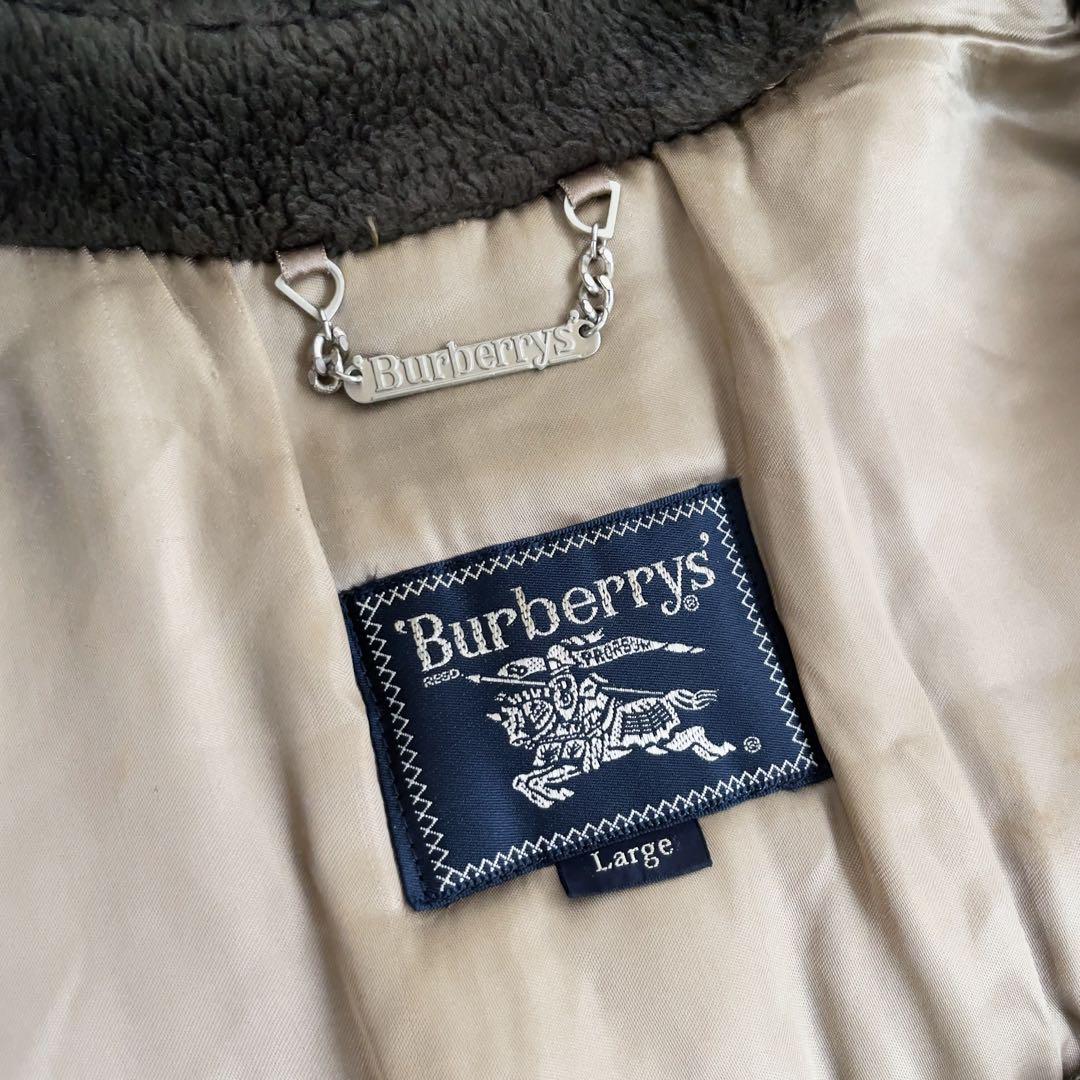 'Burberrys'
'Burberrys'®
REGD
PRORSUM
®
Large